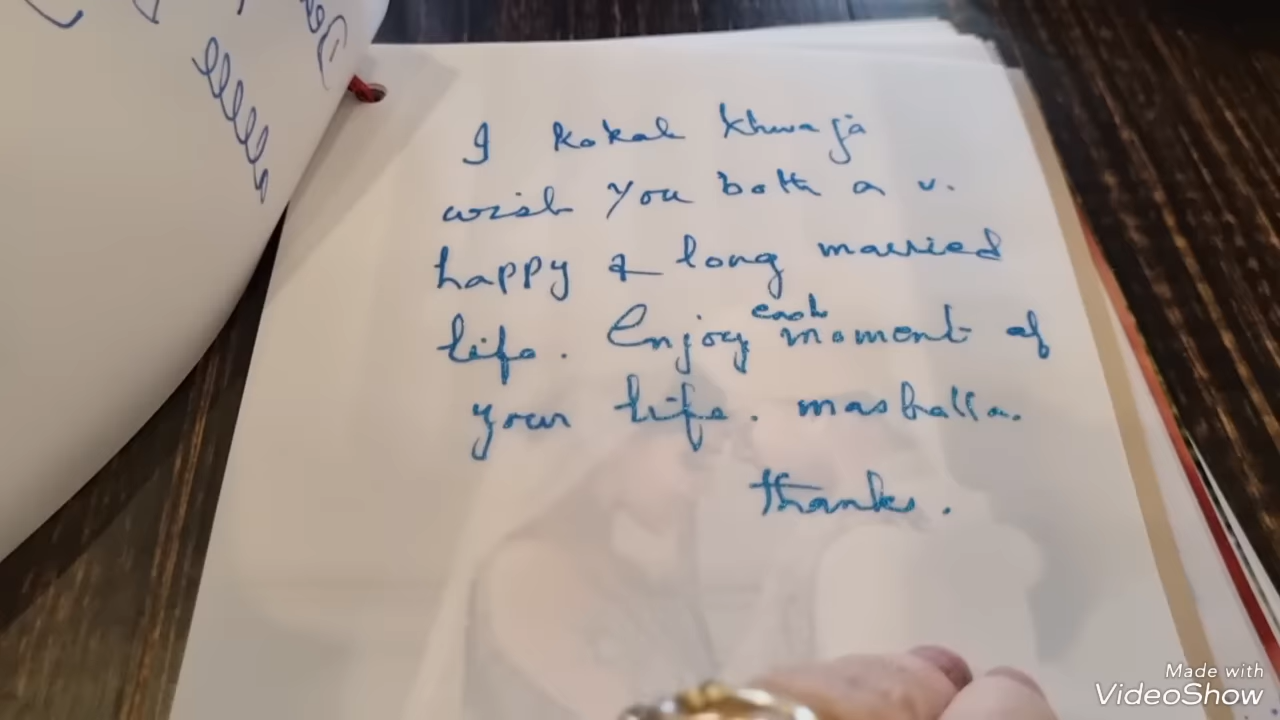 I Kokab Khwaja
wish you both a v.
happy & long married
life. Enjoy each moment of
your life. mashalla.
thanks.
Made with
VideoShow